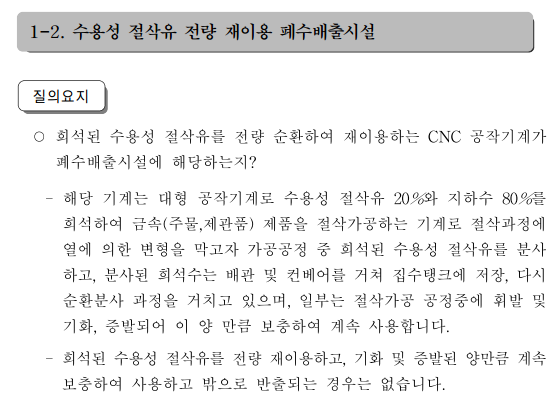 1-2. 수용성 절삭유 전량 재이용 폐수배출시설
질의요지
○ 희석된 수용성 절삭유를 전량 순환하여 재이용하는 CNC 공작기계가
폐수배출시설에 해당하는지?
- 해당 기계는 대형 공작기계로 수용성 절삭유 20%와 지하수 80%를
희석하여 금속(주물,제관품) 제품을 절삭가공하는 기계로 절삭과정에
열에 의한 변형을 막고자 가공공정 중 희석된 수용성 절삭유를 분사
하고, 분사된 희석수는 배관 및 컨베어를 거쳐 집수탱크에 저장, 다시
순환분사 과정을 거치고 있으며, 일부는 절삭가공 공정중에 휘발 및
기화, 증발되어 이 양 만큼 보충하여 계속 사용합니다.
- 희석된 수용성 절삭유를 전량 재이용하고, 기화 및 증발된 양만큼 계속
보충하여 사용하고 밖으로 반출되는 경우는 없습니다.